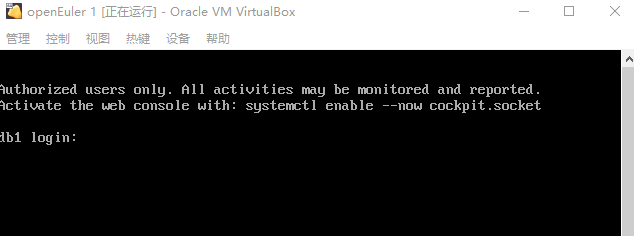 openEuler 1 [正在运行] - Oracle VM VirtualBox
管理 控制 视图 热键 设备 帮助
Authorized users only. All activities may be monitored and reported.
Activate the web console with: systemctl enable --now cockpit.socket
db1 login: